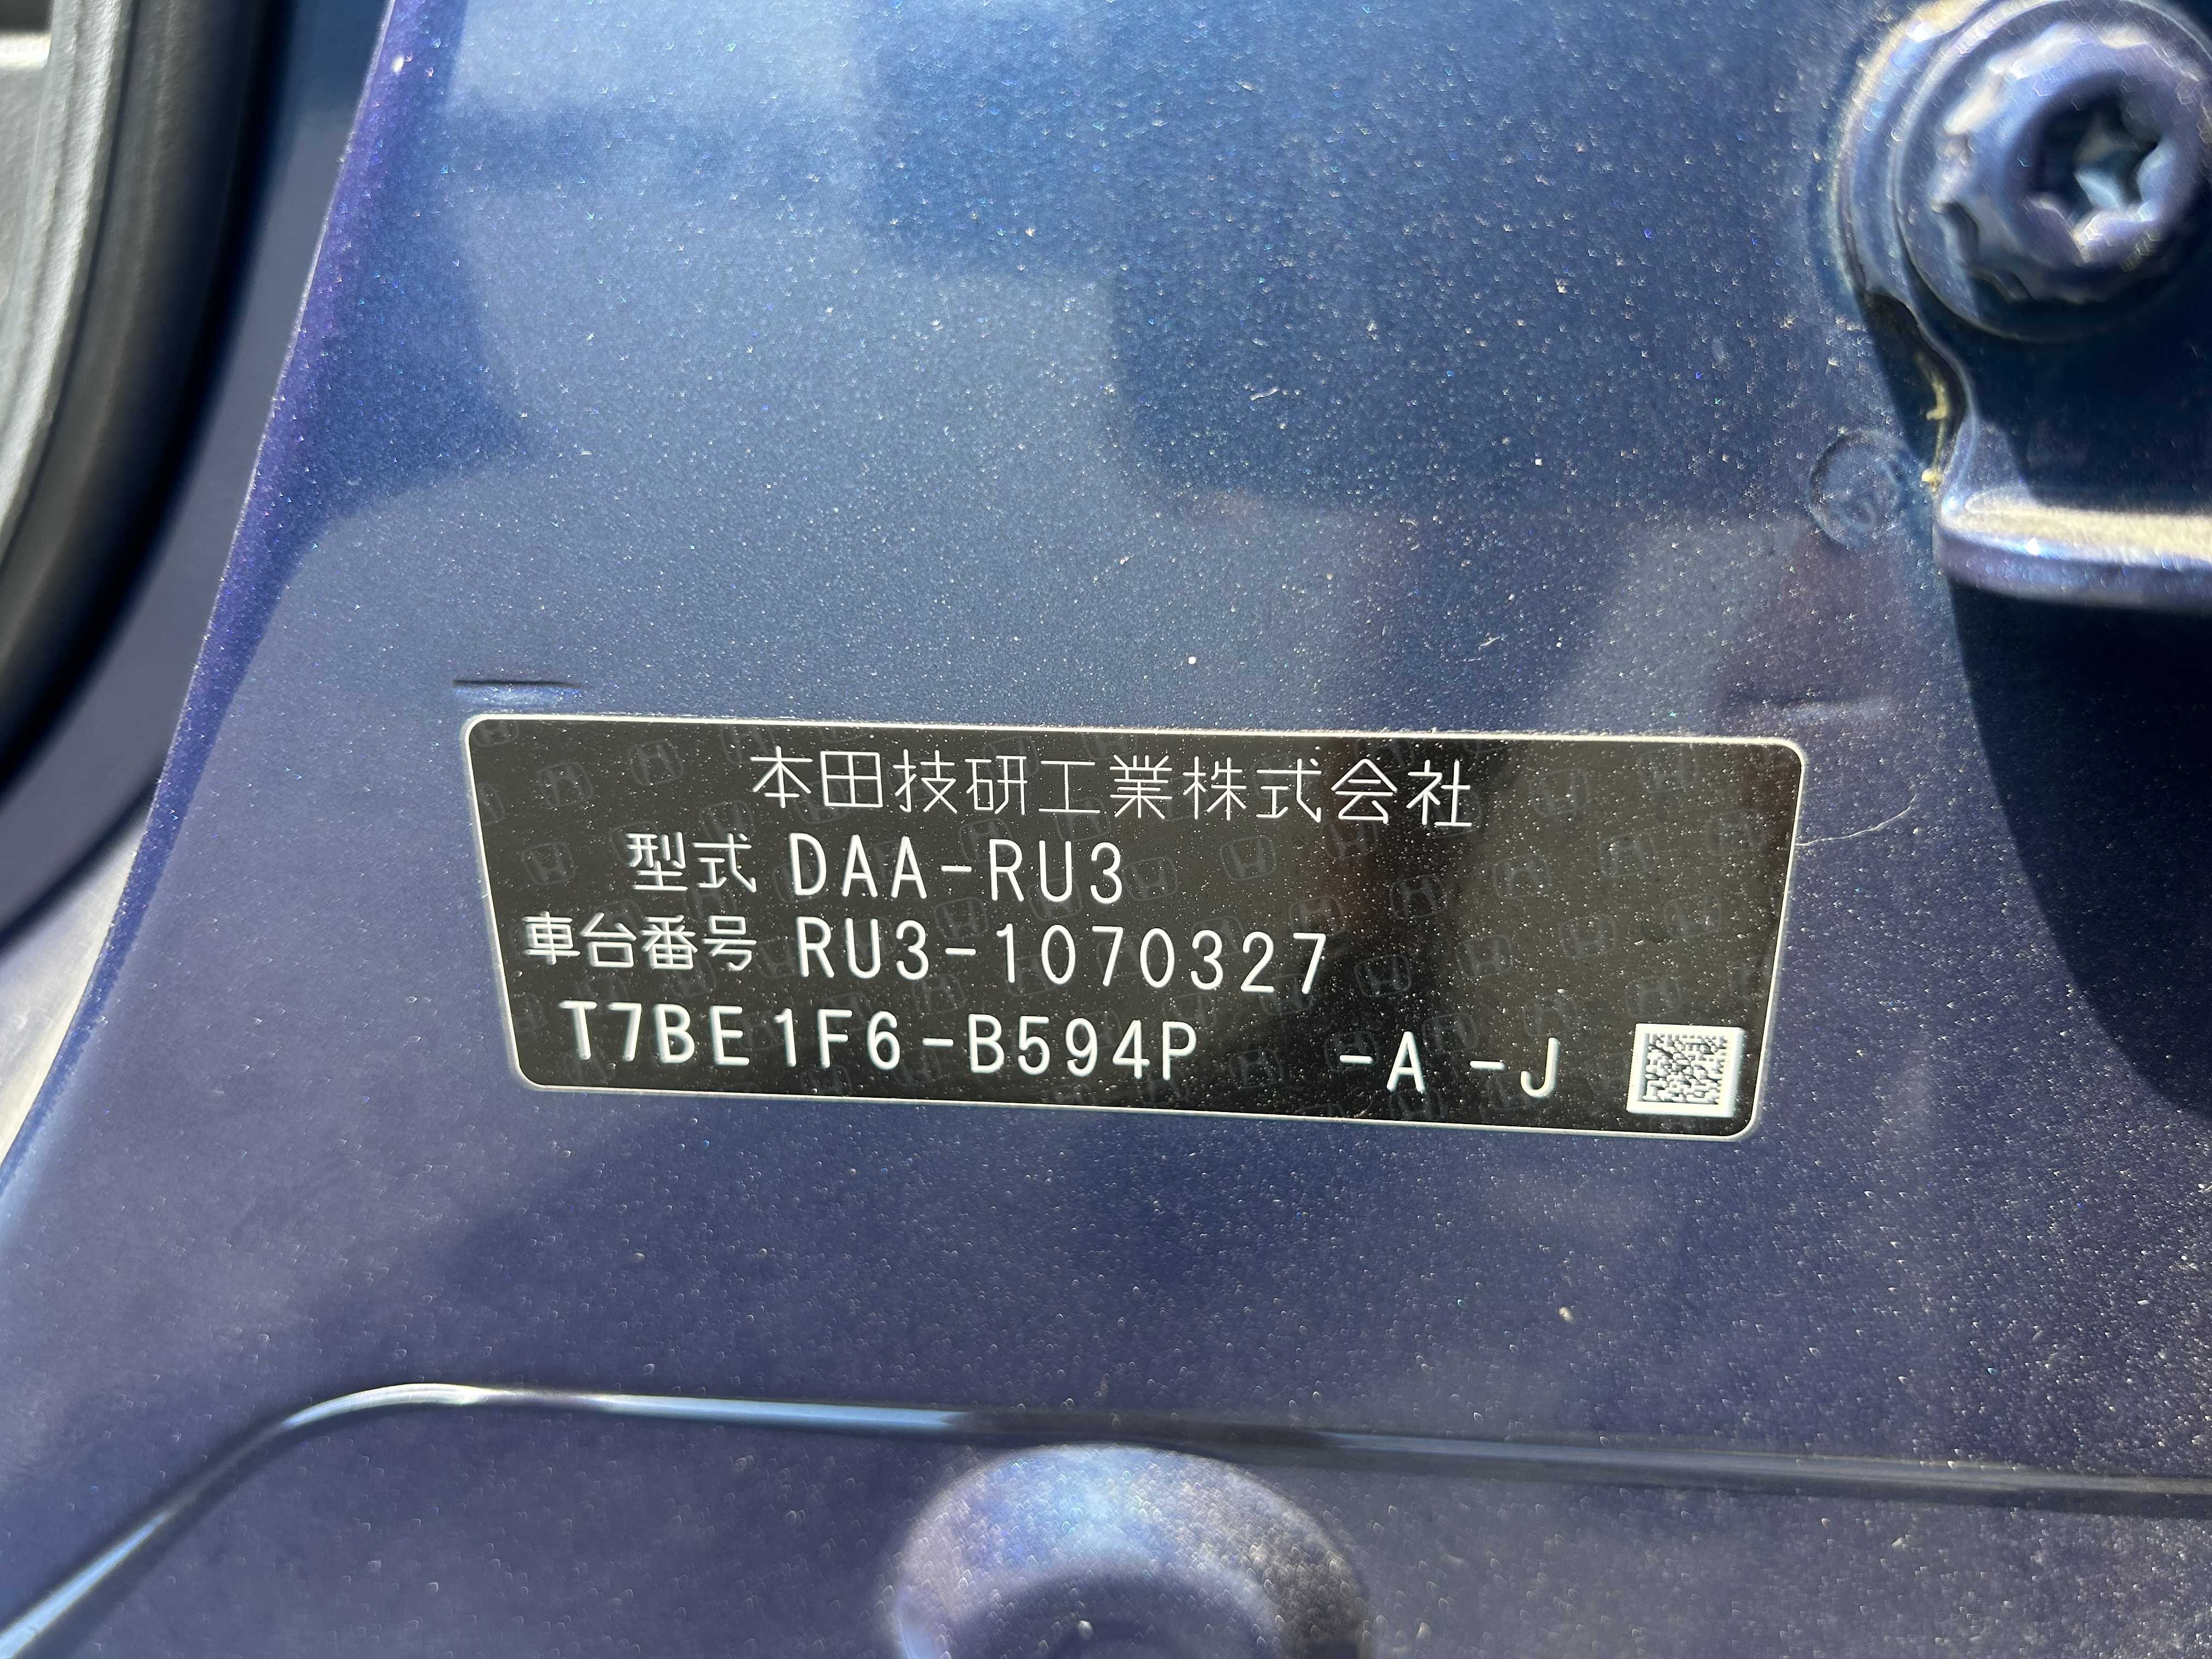 本田技研工業株式会社
型式 DAA-RU3
車台番号 RU3-1070327
T7BE1F6-B594P -A -J